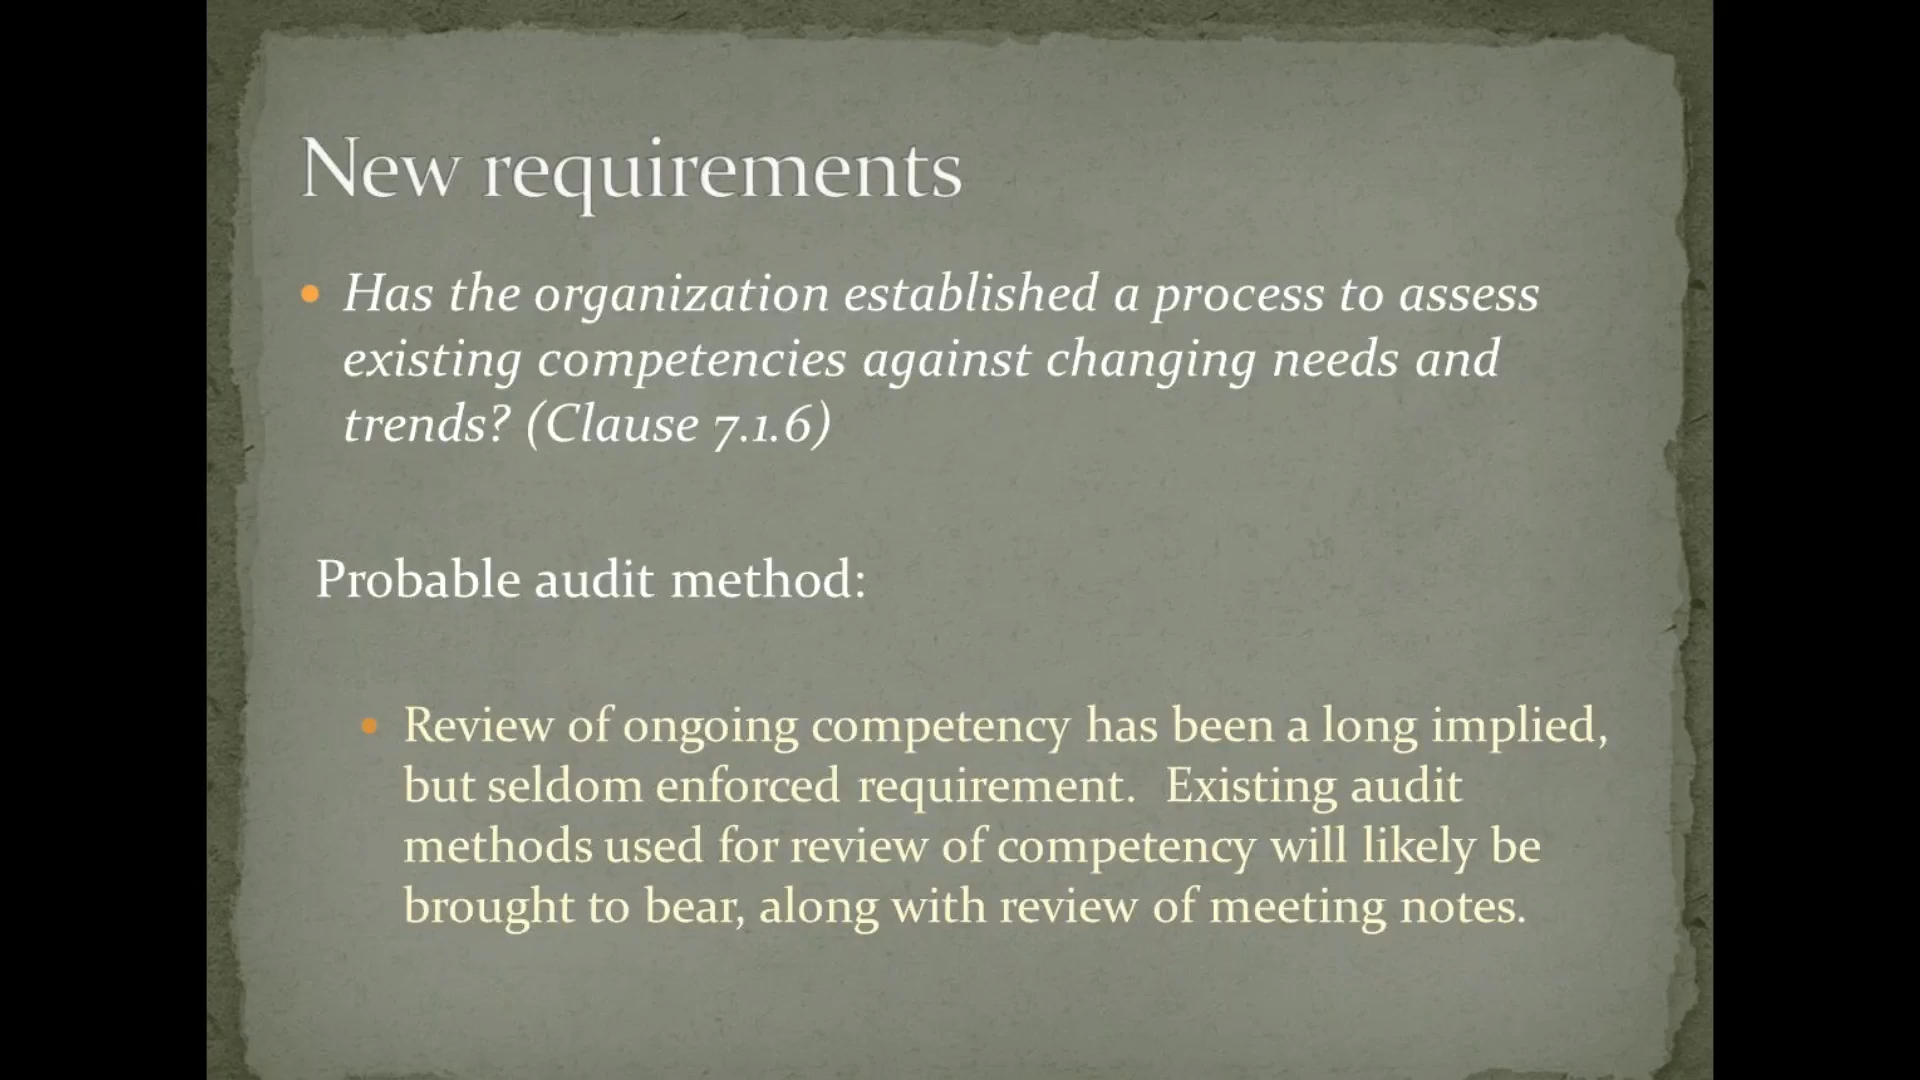 New requirements
Has the organization established a process to assess
existing competencies against changing needs and
trends? (Clause 7.1.6)
Probable audit method:
Review of ongoing competency has been a long implied,
but seldom enforced requirement.  Existing audit
methods used for review of competency will likely be
brought to bear, along with review of meeting notes.